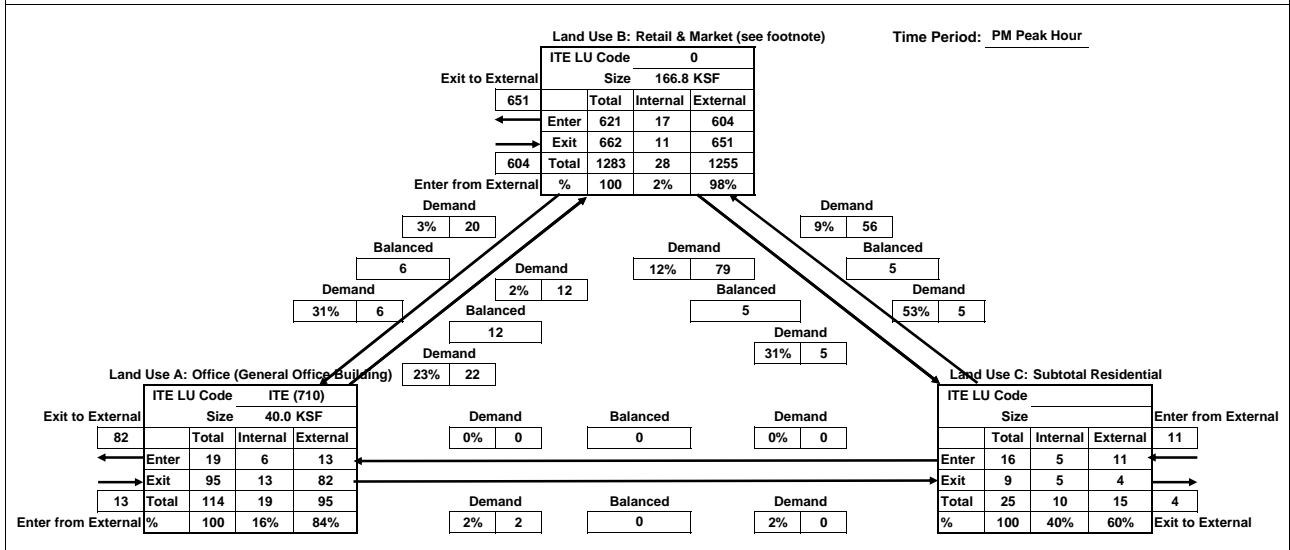 Land Use B: Retail & Market (see footnote)
Time Period: PM Peak Hour
ITE LU Code 0
Exit to External Size 166.8 KSF
651 Total Internal External
Enter 621 17 604
Exit 662 11 651
604 Total 1283 28 1255
Enter from External % 100 2% 98%
Demand Demand
3% 20 9% 56
Balanced Demand Balanced
6 Demand 12% 79 5
Demand 2% 12 Balanced Demand
31% 6 Balanced 5 53% 5
12 Demand
Demand 31% 5
Land Use A: Office (General Office Building) 23% 22 Land Use C: Subtotal Residential
ITE LU Code ITE (710) ITE LU Code
Exit to External Size 40.0 KSF Demand Balanced Demand Size Enter from External
82 Total Internal External 0% 0 0 0% 0 Total Internal External 11
Enter 19 6 13 Enter 16 5 11
Exit 95 13 82 Exit 9 5 4
13 Total 114 19 95 Demand Balanced Demand Total 25 10 15 4
Enter from External % 100 16% 84% 2% 2 0 2% 0 % 100 40% 60% Exit to External